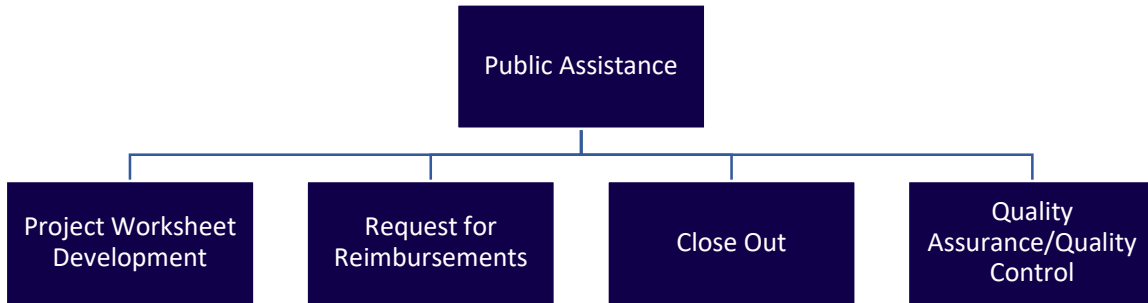 Public Assistance
Project Worksheet
Development
Request for
Reimbursements
Close Out
Quality
Assurance/Quality
Control